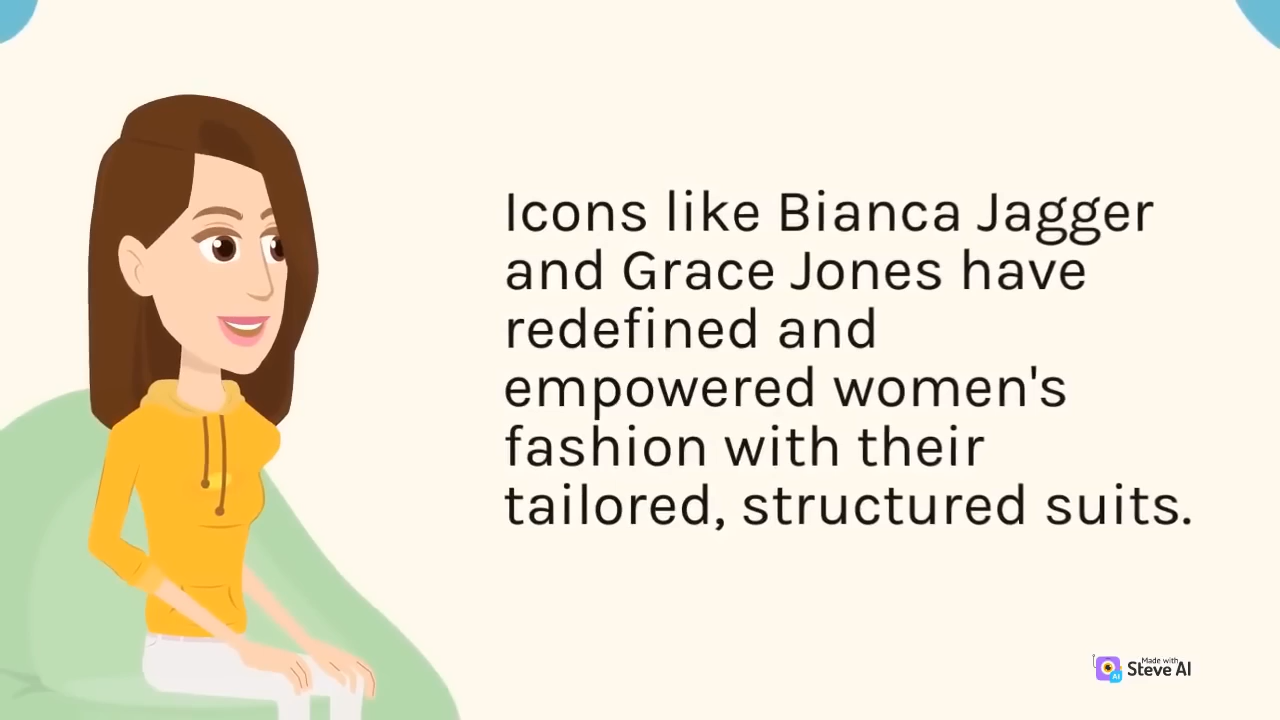 Icons like Bianca Jagger
and Grace Jones have
redefined and
empowered women's
fashion with their
tailored, structured suits.
Made with
Steve AI
AI